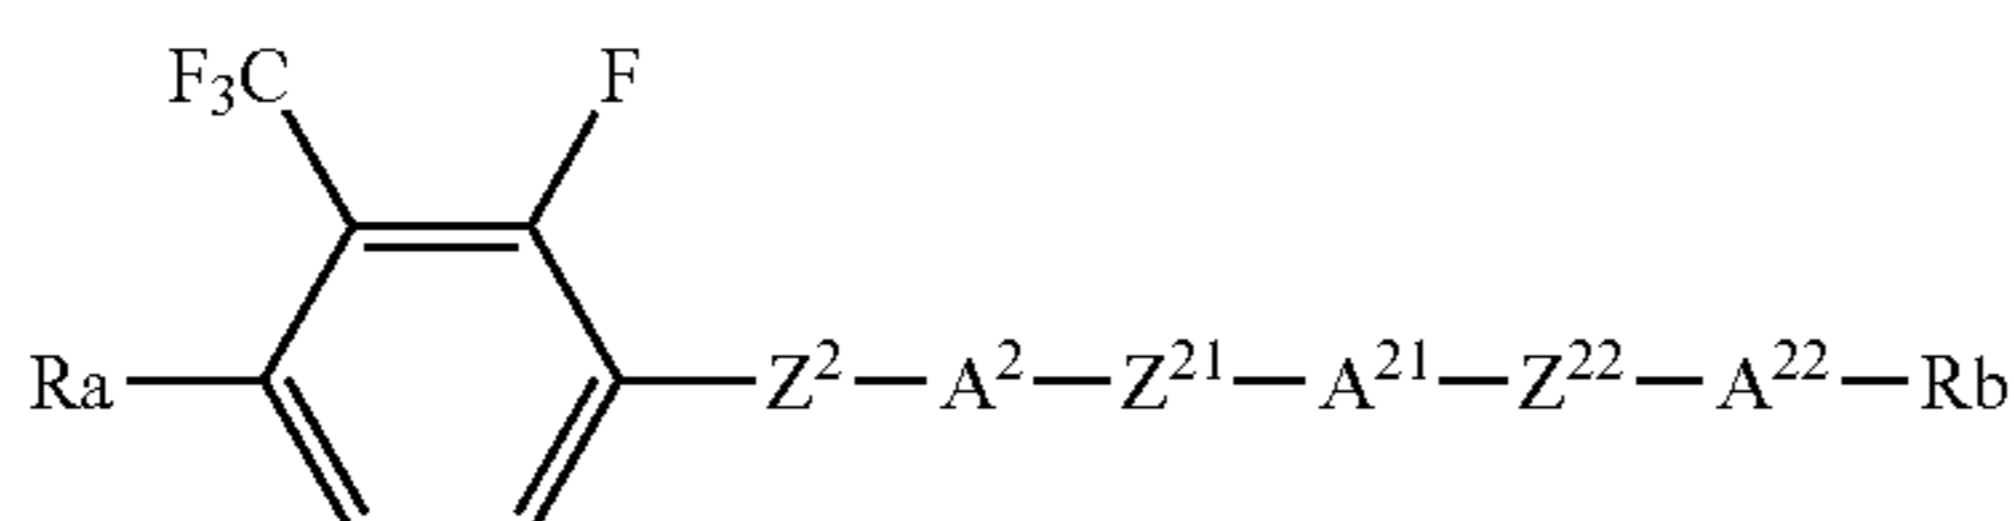 F₃C F
Ra Z² A² Z²¹ A²¹ Z²² A²² Rb